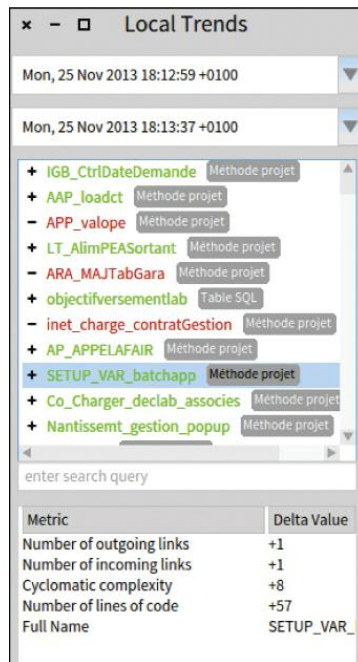 × − □ Local Trends
Mon, 25 Nov 2013 18:12:59 +0100
Mon, 25 Nov 2013 18:13:37 +0100
+ IGB_CtrlDateDemande Méthode projet
+ AAP_loadct Méthode projet
− APP_valope Méthode projet
+ LT_AlimPEASortant Méthode projet
− ARA_MAJTabGara Méthode projet
+ objectifversementlab Table SQL
− inet_charge_contratGestion Méthode projet
+ AP_APPELAFAIR Méthode projet
+ SETUP_VAR_batchapp Méthode projet
+ Co_Charger_declab_associes Méthode projet
+ Nantissemt_gestion_popup Méthode projet
enter search query
Metric Delta Value
Number of outgoing links +1
Number of incoming links +1
Cyclomatic complexity +8
Number of lines of code +57
Full Name SETUP_VAR_